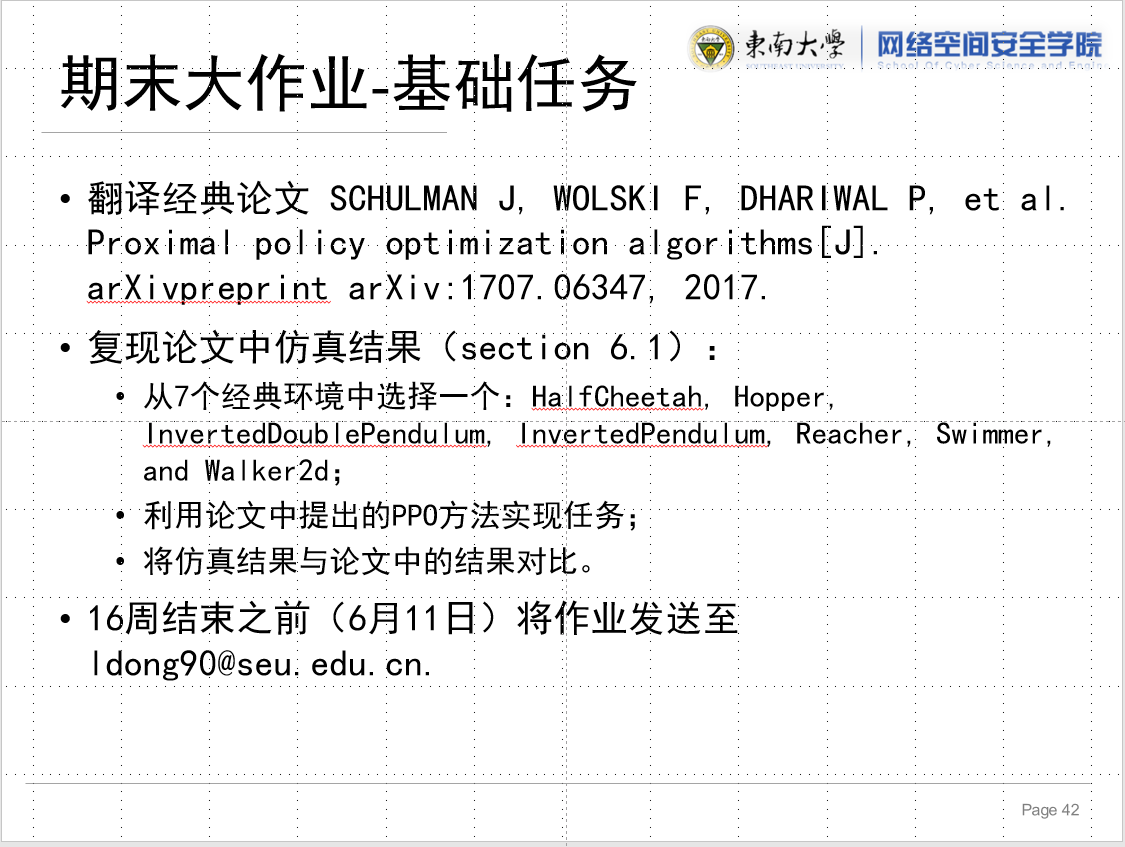 東南大學
网络空间安全学院
School Of Cyber Science and Engin
期末大作业-基础任务
• 翻译经典论文 SCHULMAN J, WOLSKI F, DHARIWAL P, et al.
Proximal policy optimization algorithms[J].
arXivpreprint arXiv:1707.06347, 2017.
• 复现论文中仿真结果（section 6.1）:
• 从7个经典环境中选择一个: HalfCheetah, Hopper,
InvertedDoublePendulum, InvertedPendulum, Reacher, Swimmer,
and Walker2d；
• 利用论文中提出的PPO方法实现任务；
• 将仿真结果与论文中的结果对比。
• 16周结束之前（6月11日）将作业发送至
ldong90@seu.edu.cn.
Page 42